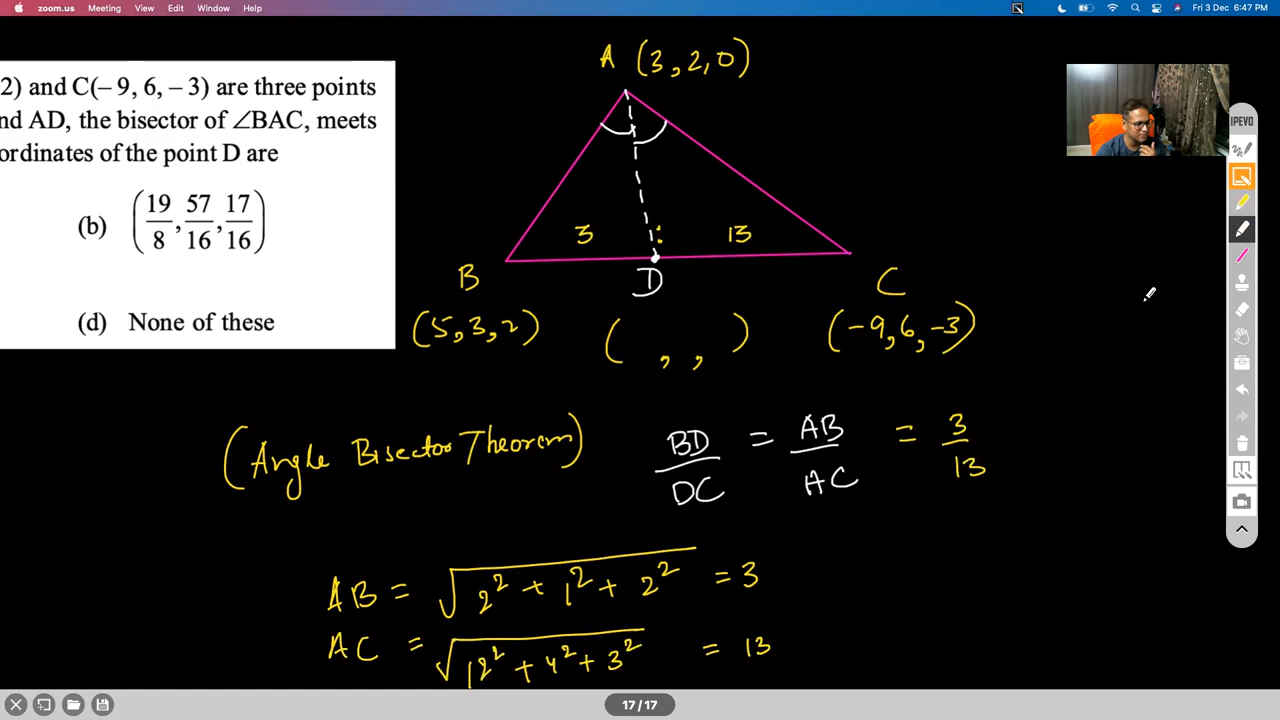 zoom.us Meeting View Edit Window Help Fri 3 Dec 6:47 PM
2) and C(– 9, 6, – 3) are three points
nd AD, the bisector of ∠BAC, meets
ordinates of the point D are
(b) (19/8, 57/16, 17/16)
(d) None of these
A (3, 2, 0)
3 : 13
B D C
(5, 3, 2) ( , , ) (-9, 6, -3)
(Angle Bisector Theorem) BD/DC = AB/AC = 3/13
AB = √(2² + 1² + 2²) = 3
AC = √(12² + 4² + 3²) = 13
IPEVO
17/17